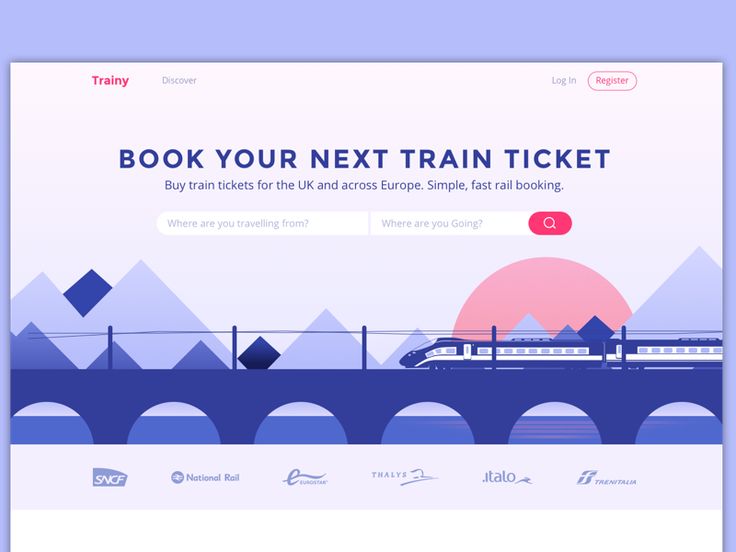 Trainy Discover Log In Register
BOOK YOUR NEXT TRAIN TICKET
Buy train tickets for the UK and across Europe. Simple, fast rail booking.
Where are you travelling from? Where are you Going?
SNCF National Rail EUROSTAR THALYS .italo TRENITALIA